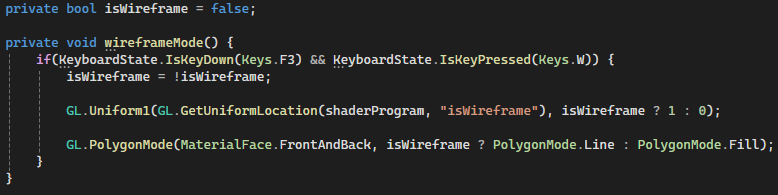 private bool isWireframe = false;
private void wireframeMode() {
if(KeyboardState.IsKeyDown(Keys.F3) && KeyboardState.IsKeyPressed(Keys.W)) {
isWireframe = !isWireframe;
GL.Uniform1(GL.GetUniformLocation(shaderProgram, "isWireframe"), isWireframe ? 1 : 0);
GL.PolygonMode(MaterialFace.FrontAndBack, isWireframe ? PolygonMode.Line : PolygonMode.Fill);
}
}